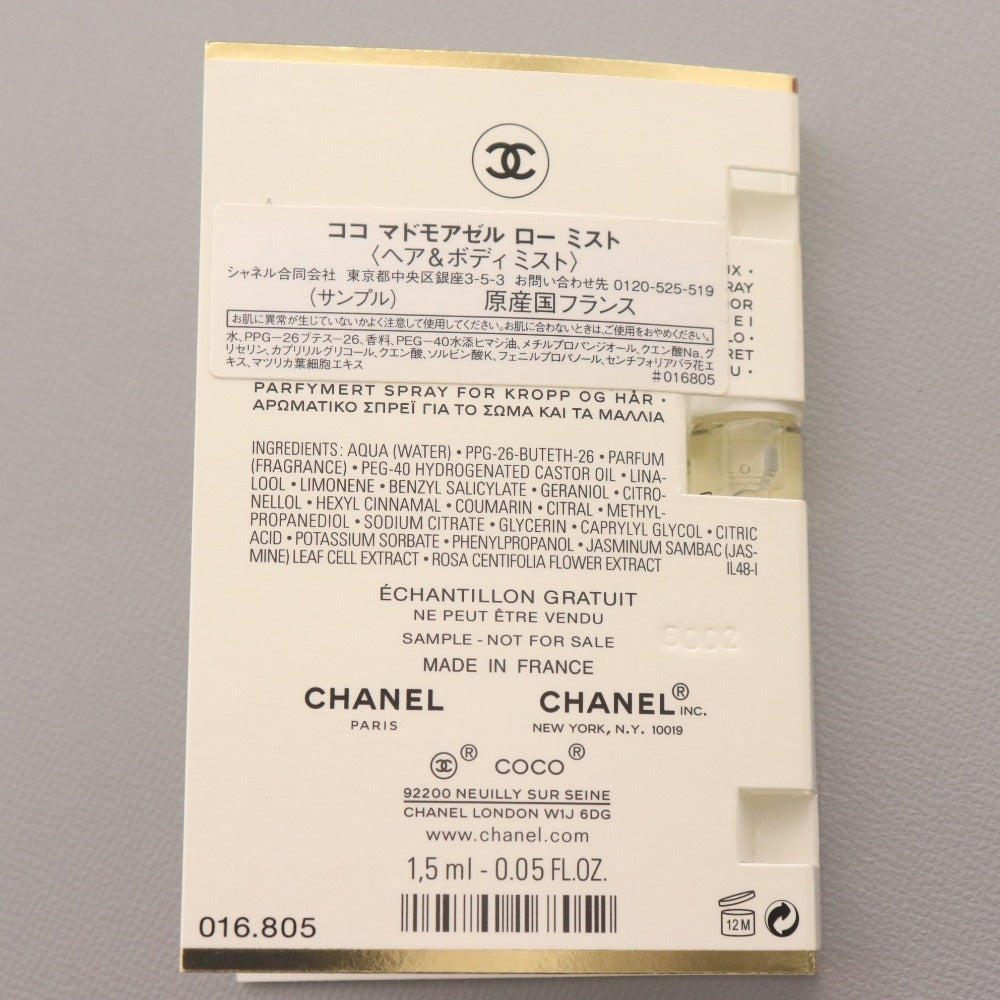 ココ マドモアゼル ロー ミスト
〈ヘア＆ボディ ミスト〉
シャネル合同会社 東京都中央区銀座3-5-3 お問い合わせ先 0120-525-519
（サンプル） 原産国フランス
お肌に異常が生じていないかよく注意して使用してください。お肌に合わないときは、ご使用をおやめください。
水、PPG－26ブテス－26、香料、PEG－40水添ヒマシ油、メチルプロパンジオール、クエン酸Na、グ
リセリン、カプリリルグリコール、クエン酸、ソルビン酸K、フェニルプロパノール、センチフォリアバラ花エ
キス、マツリカ葉細胞エキス
#016805
UX •
RAY
OR
EI
LO •
RET
U •
PARFYMERT SPRAY FOR KROPP OG HÅR •
ΑΡΩΜΑΤΙΚΟ ΣΠΡΕΪ ΓΙΑ ΤΟ ΣΩΜΑ ΚΑΙ ΤΑ ΜΑΛΛΙΑ
INGREDIENTS: AQUA (WATER) • PPG-26-BUTETH-26 • PARFUM
(FRAGRANCE) • PEG-40 HYDROGENATED CASTOR OIL • LINA-
LOOL • LIMONENE • BENZYL SALICYLATE • GERANIOL • CITRO-
NELLOL • HEXYL CINNAMAL • COUMARIN • CITRAL • METHYL-
PROPANEDIOL • SODIUM CITRATE • GLYCERIN • CAPRYLYL GLYCOL • CITRIC
ACID • POTASSIUM SORBATE • PHENYLPROPANOL • JASMINUM SAMBAC (JAS-
MINE) LEAF CELL EXTRACT • ROSA CENTIFOLIA FLOWER EXTRACT IL48-I
ÉCHANTILLON GRATUIT
NE PEUT ÊTRE VENDU
SAMPLE - NOT FOR SALE
6002
MADE IN FRANCE
CHANEL CHANEL® INC.
PARIS NEW YORK, N.Y. 10019
® COCO®
92200 NEUILLY SUR SEINE
CHANEL LONDON W1J 6DG
www.chanel.com
1,5 ml - 0.05 FL.OZ.
016.805
12M